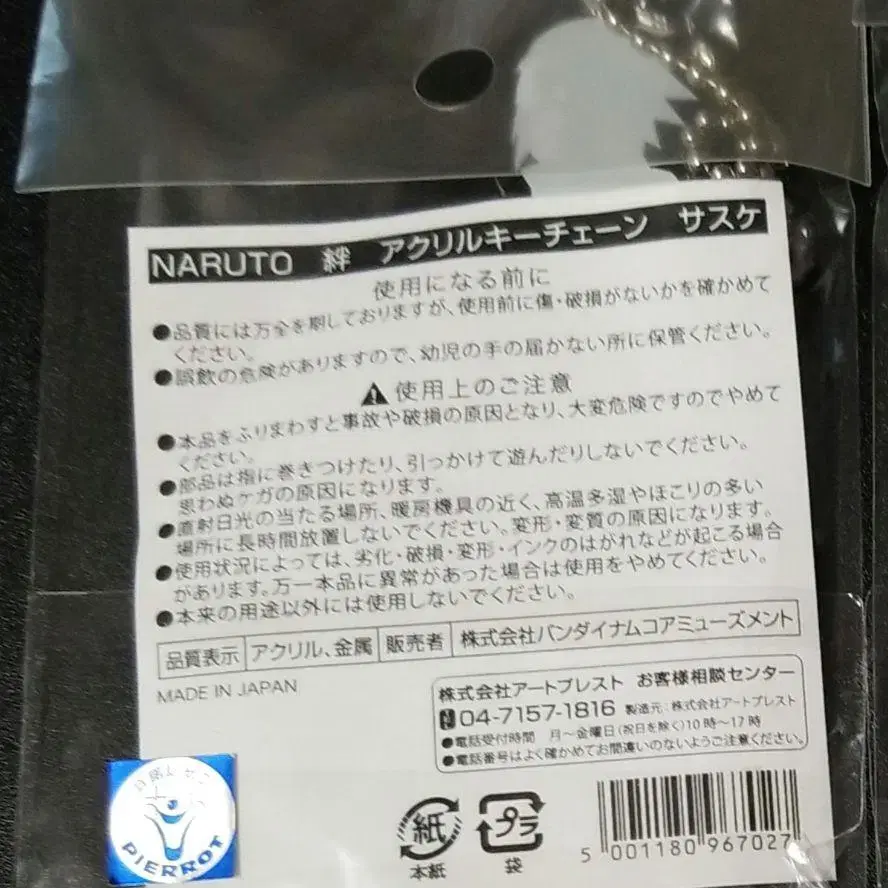 NARUTO 絆 アクリルキーチェーン サスケ
使用になる前に
●品質には万全を期しておりますが、使用前に傷・破損がないかを確かめて
ください。
●誤飲の危険がありますので、幼児の手の届かない所に保管ください。
使用上のご注意
●本品をふりまわすと事故や破損の原因となり、大変危険ですのでやめて
ください。
●部品は指に巻きつけたり、引っかけて遊んだりしないでください。
思わぬケガの原因になります。
●直射日光の当たる場所、暖房機具の近く、高温多湿やほこりの多い
場所に長時間放置しないでください。変形・変質の原因になります。
●使用状況によっては、劣化・破損・変形・インクのはがれなどが起こる場合
があります。万一本品に異常があった場合は使用をやめてください。
●本来の用途以外には使用しないでください。
品質表示 アクリル、金属 販売者 株式会社バンダイナムコアミューズメント
MADE IN JAPAN
株式会社アートプレスト お客様相談センター
04-7157-1816 製造元:株式会社アートプレスト
●電話受付時間 月~金曜日(祝日を除く)10時~17時
●電話番号はよく確かめてお間違いのないようご注意ください。
PIERROT
紙
本紙
プラ
袋
5 001180 967027